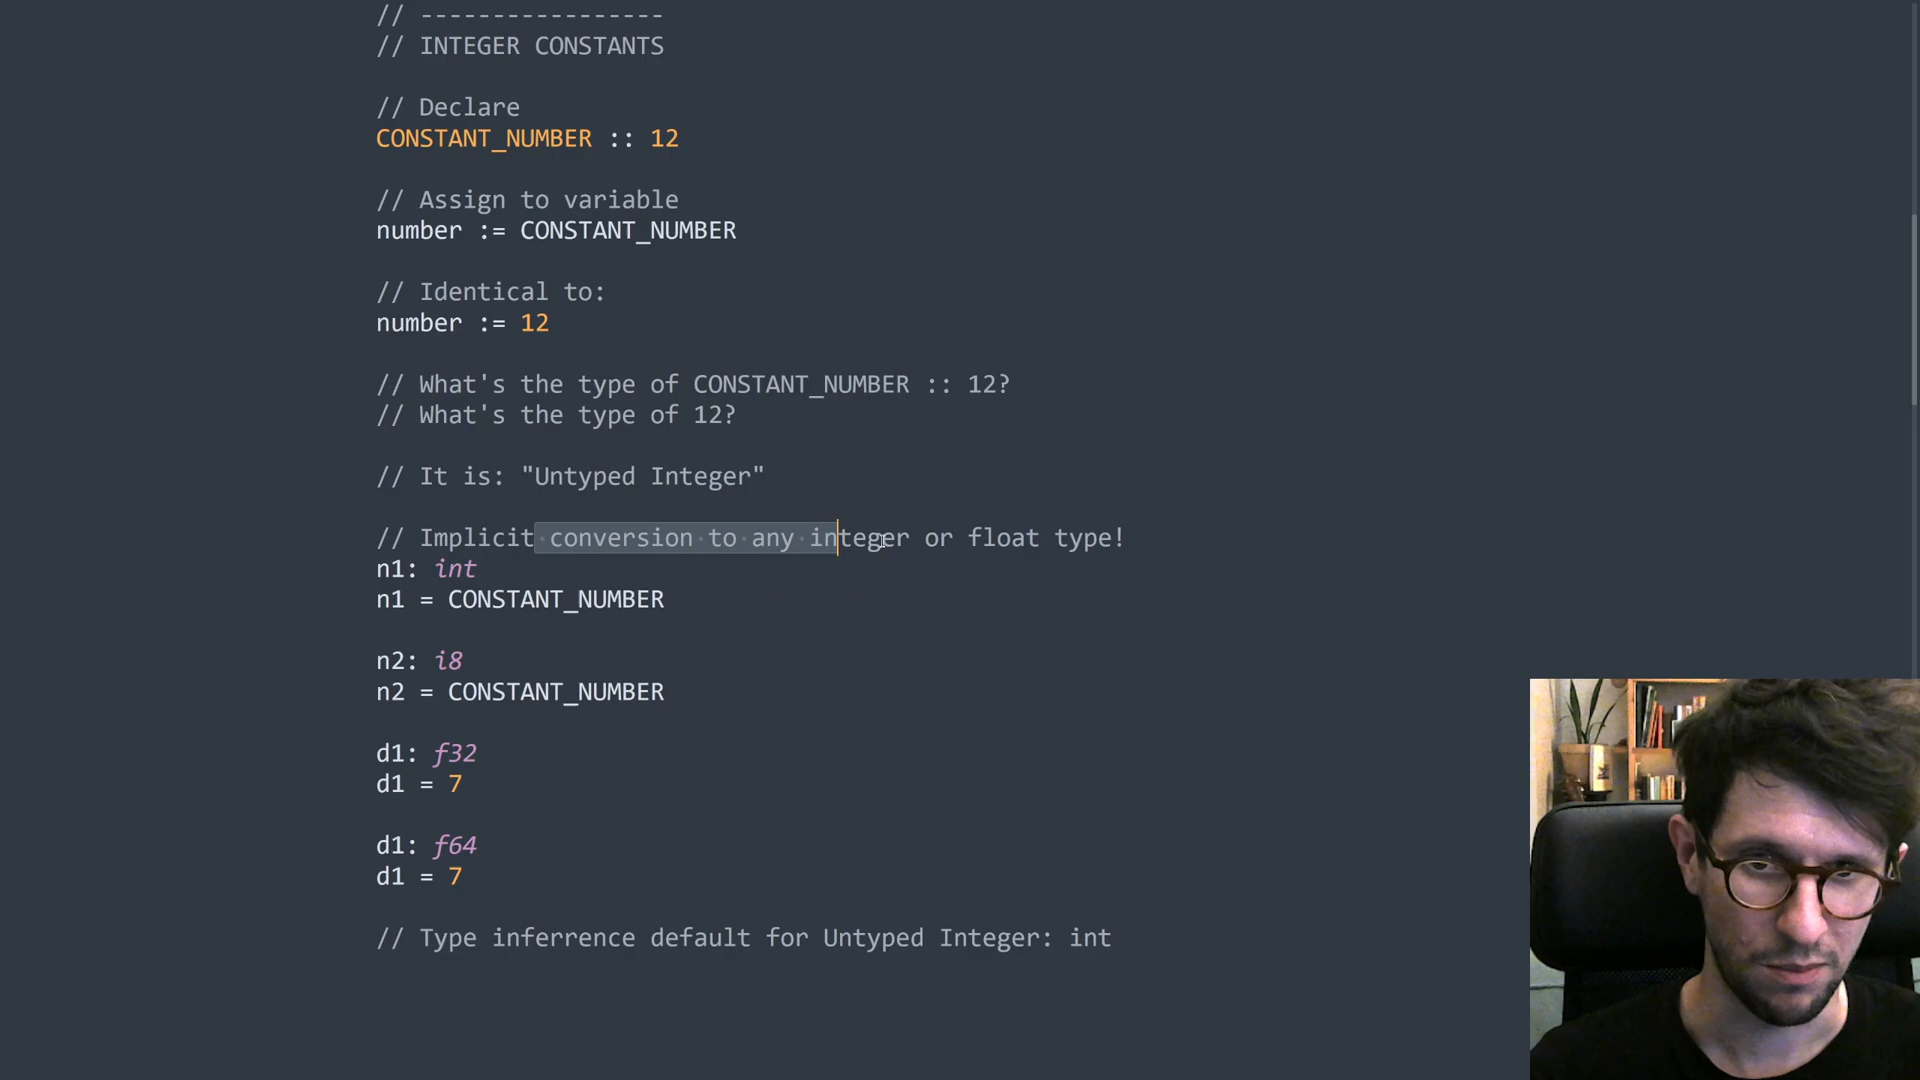 // -----------------
// INTEGER CONSTANTS
// Declare
CONSTANT_NUMBER :: 12
// Assign to variable
number := CONSTANT_NUMBER
// Identical to:
number := 12
// What's the type of CONSTANT_NUMBER :: 12?
// What's the type of 12?
// It is: "Untyped Integer"
// Implicit conversion to any integer or float type!
n1: int
n1 = CONSTANT_NUMBER
n2: i8
n2 = CONSTANT_NUMBER
d1: f32
d1 = 7
d1: f64
d1 = 7
// Type inferrence default for Untyped Integer: int